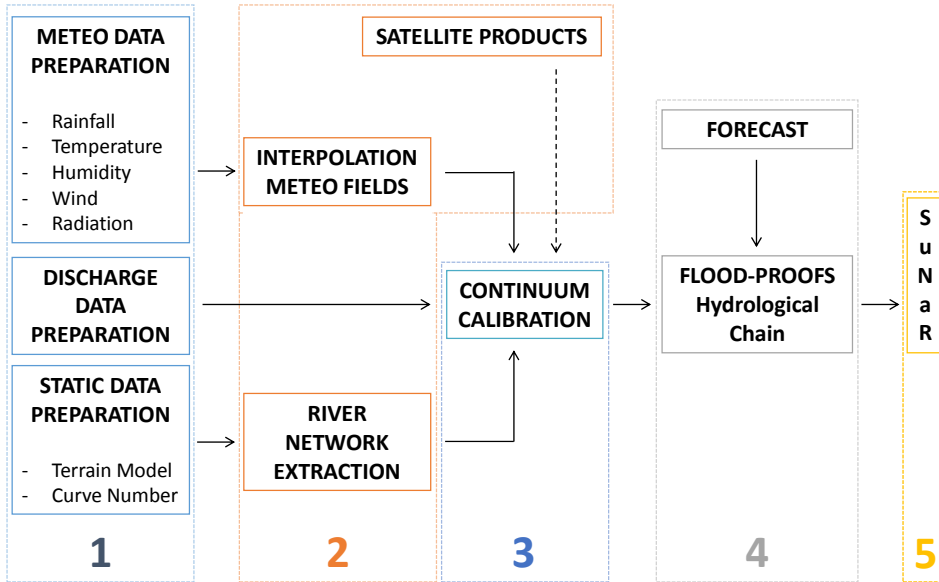 METEO DATA
PREPARATION
- Rainfall
- Temperature
- Humidity
- Wind
- Radiation
DISCHARGE
DATA
PREPARATION
STATIC DATA
PREPARATION
- Terrain Model
- Curve Number
1
SATELLITE PRODUCTS
INTERPOLATION
METEO FIELDS
RIVER
NETWORK
EXTRACTION
2
CONTINUUM
CALIBRATION
3
FORECAST
FLOOD-PROOFS
Hydrological
Chain
4
S
u
N
a
R
5